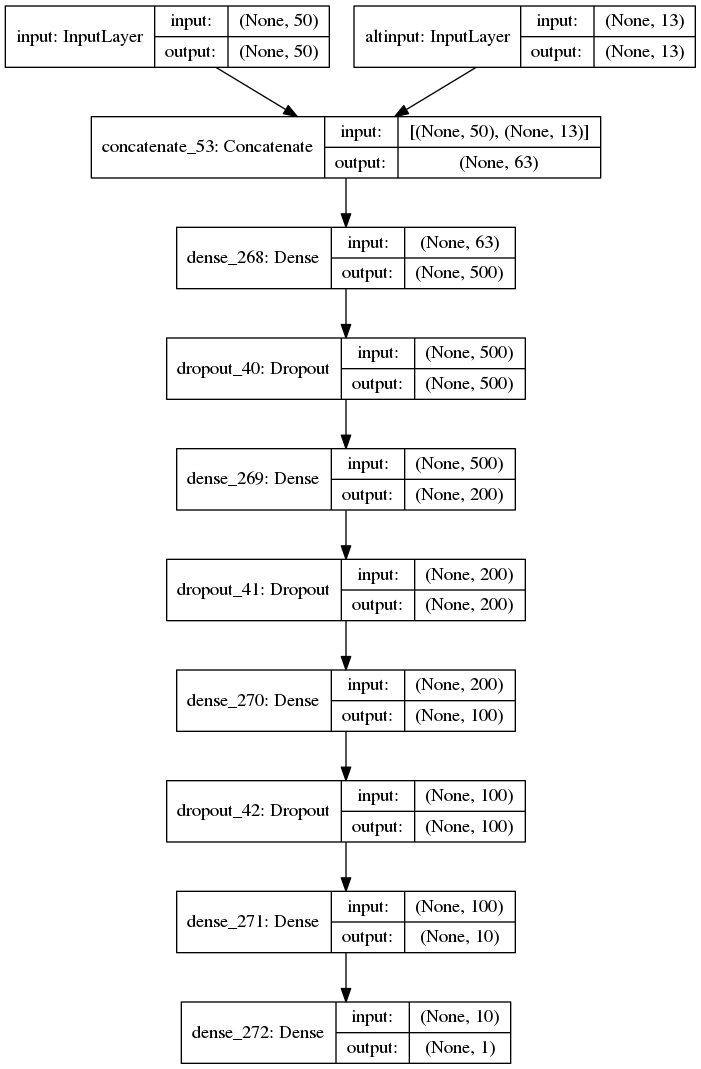 input: InputLayer
input: (None, 50)
output: (None, 50)
altinput: InputLayer
input: (None, 13)
output: (None, 13)
concatenate_53: Concatenate
input: [(None, 50), (None, 13)]
output: (None, 63)
dense_268: Dense
input: (None, 63)
output: (None, 500)
dropout_40: Dropout
input: (None, 500)
output: (None, 500)
dense_269: Dense
input: (None, 500)
output: (None, 200)
dropout_41: Dropout
input: (None, 200)
output: (None, 200)
dense_270: Dense
input: (None, 200)
output: (None, 100)
dropout_42: Dropout
input: (None, 100)
output: (None, 100)
dense_271: Dense
input: (None, 100)
output: (None, 10)
dense_272: Dense
input: (None, 10)
output: (None, 1)